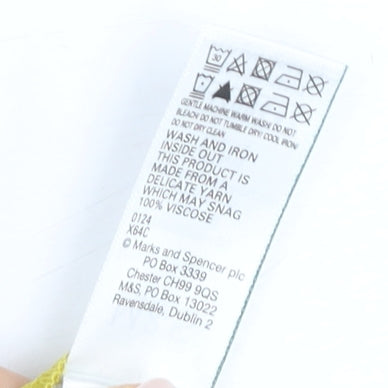 30
GENTLE MACHINE WARM WASH/ DO NOT
BLEACH/ DO NOT TUMBLE DRY/ COOL IRON/
DO NOT DRY CLEAN
WASH AND IRON
INSIDE OUT
THIS PRODUCT IS
MADE FROM A
DELICATE YARN
WHICH MAY SNAG
100% VISCOSE
0124
X64C
© Marks and Spencer plc
PO Box 3339
Chester CH99 9QS
M&S, PO Box 13022
Ravensdale, Dublin 2